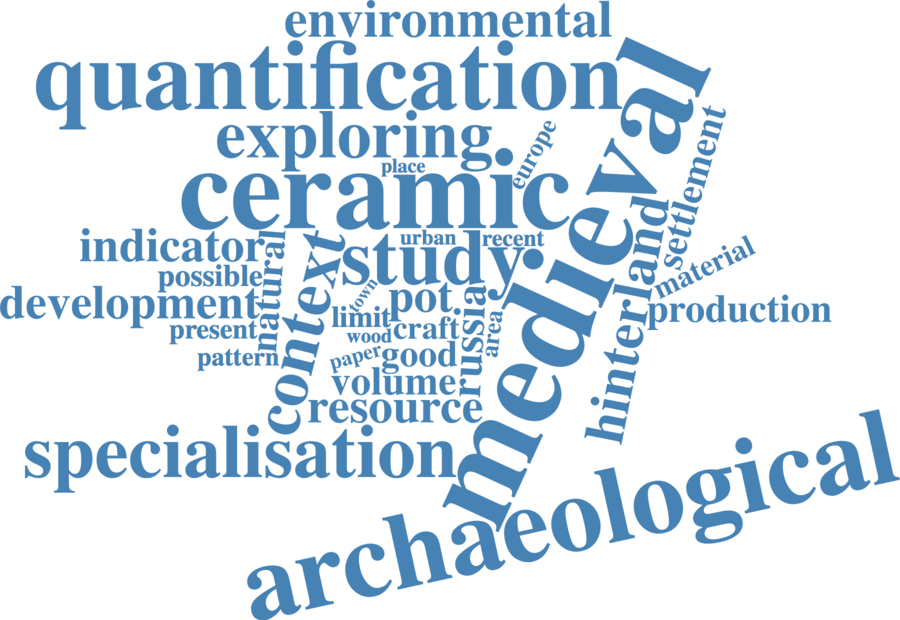 environmental
quantification
medieval
exploring
europe
place
settlement
ceramic
indicator
natural
context
urban
recent
study
hinterland
material
possible
development
town
pot
russia
production
present
limit
craft
area
wood
pattern
paper
good
volume
resource
specialisation
archaeological